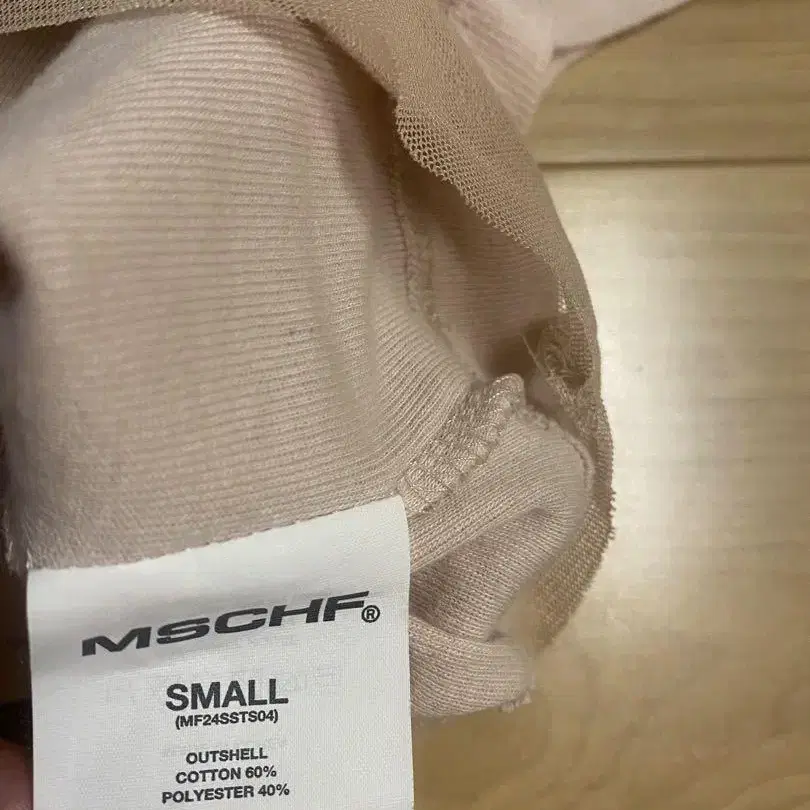 MSCHF®
SMALL
(MF24SSTS04)
OUTSHELL
COTTON 60%
POLYESTER 40%